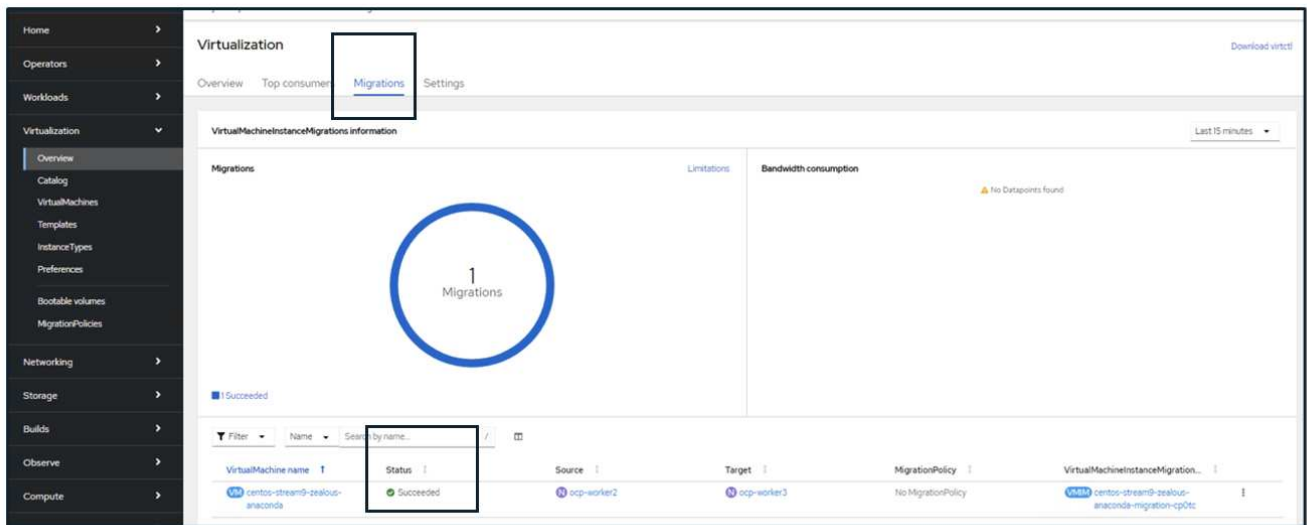 Home
Operators
Workloads
Virtualization
Overview
Catalog
VirtualMachines
Templates
InstanceTypes
Preferences
Bootable volumes
MigrationPolicies
Networking
Storage
Builds
Observe
Compute
Virtualization
Download virtctl
Overview Top consumers Migrations Settings
VirtualMachineInstanceMigrations information
Last 15 minutes
Migrations
Limitations
Bandwidth consumption
No Datapoints found
1
Migrations
1 Succeeded
Filter Name Search by name... /
VirtualMachine name Status Source Target MigrationPolicy VirtualMachineInstanceMigration...
VM centos-stream9-zealous-
anaconda
Succeeded
N ocp-worker2
N ocp-worker3
No MigrationPolicy
VMIM centos-stream9-zealous-
anaconda-migration-cp0tc